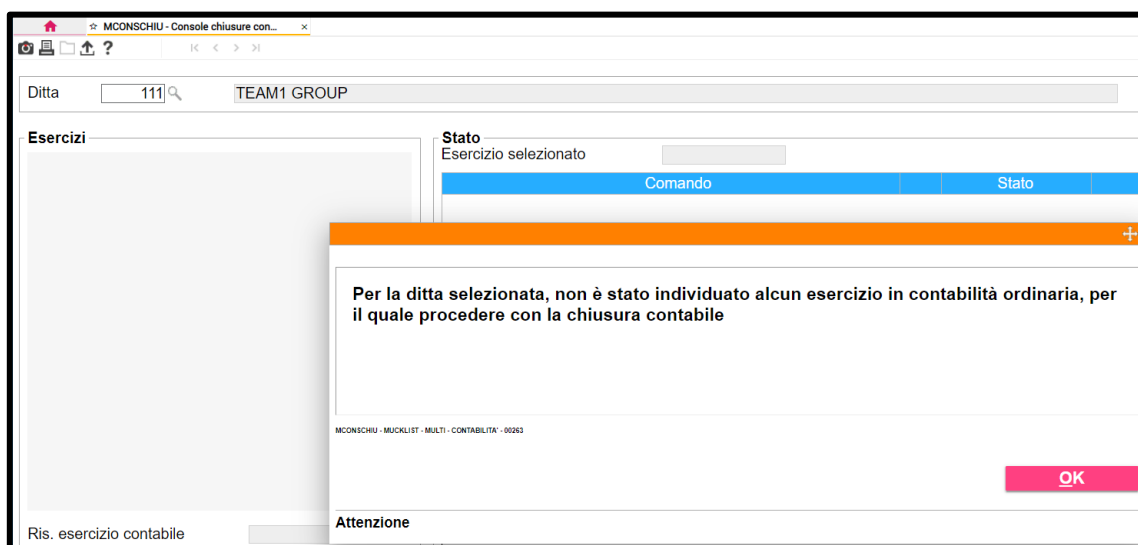 MCONSCHIU - Console chiusure con... ×
?
Ditta 111 TEAM1 GROUP
Esercizi
Stato
Esercizio selezionato
Comando Stato
Per la ditta selezionata, non è stato individuato alcun esercizio in contabilità ordinaria, per
il quale procedere con la chiusura contabile
MCONSCHIU - MUCKLIST - MULTI - CONTABILITA' - 00263
OK
Attenzione
Ris. esercizio contabile